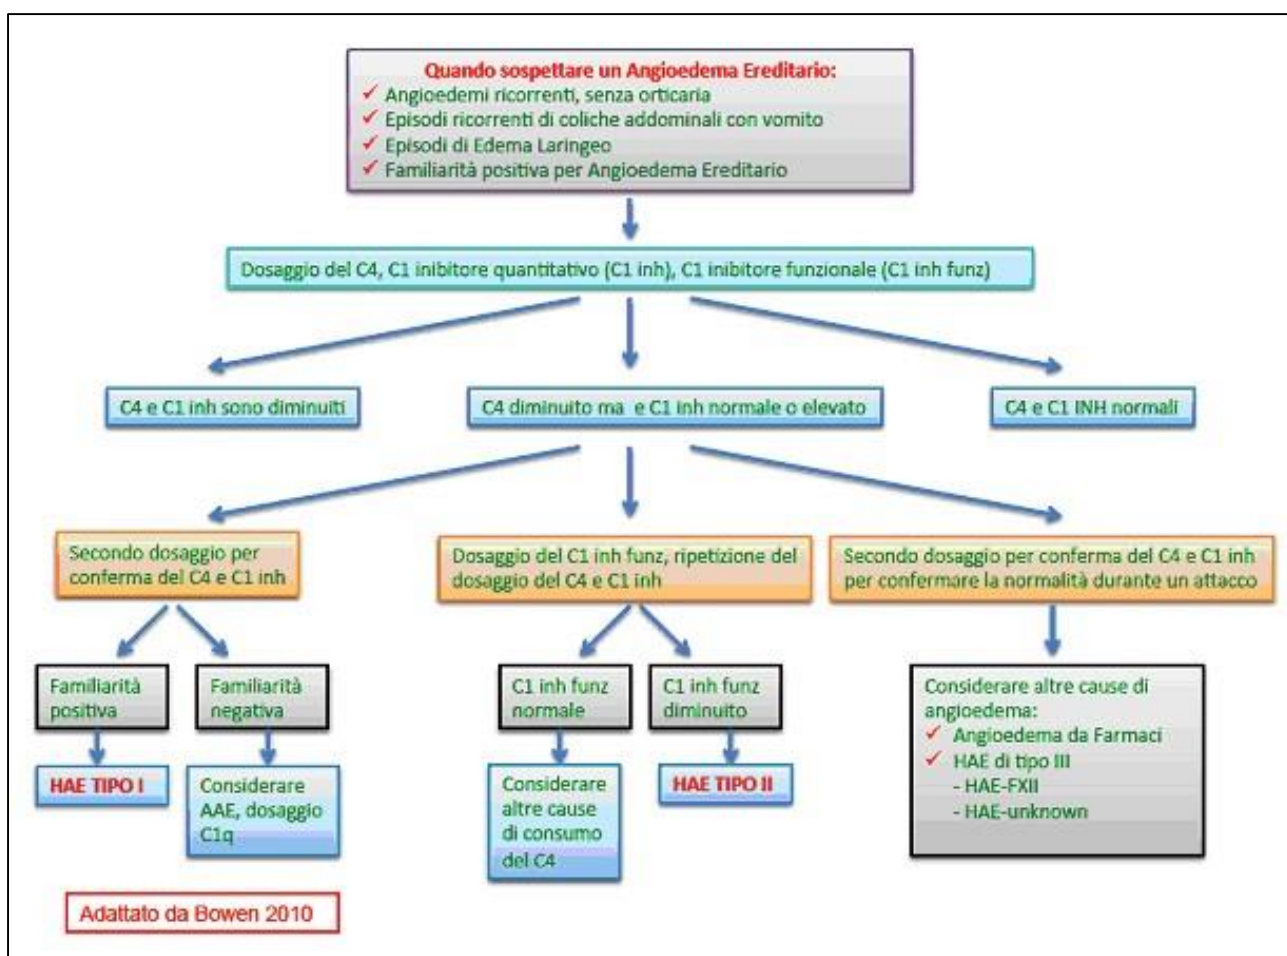 Quando sospettare un Angioedema Ereditario:
✓ Angioedemi ricorrenti, senza orticaria
✓ Episodi ricorrenti di coliche addominali con vomito
✓ Episodi di Edema Laringeo
✓ Familiarità positiva per Angioedema Ereditario
Dosaggio del C4, C1 inibitore quantitativo (C1 inh), C1 inibitore funzionale (C1 inh funz)
C4 e C1 inh sono diminuiti
C4 diminuito ma e C1 inh normale o elevato
C4 e C1 INH normali
Secondo dosaggio per
conferma del C4 e C1 inh
Dosaggio del C1 inh funz, ripetizione del
dosaggio del C4 e C1 inh
Secondo dosaggio per conferma del C4 e C1 inh
per confermare la normalità durante un attacco
Familiarità
positiva
Familiarità
negativa
C1 inh funz
normale
C1 inh funz
diminuito
Considerare altre cause di
angioedema:
✓ Angioedema da Farmaci
✓ HAE di tipo III
- HAE-FXII
- HAE-unknown
HAE TIPO I
Considerare
AAE, dosaggio
C1q
Considerare
altre cause
di consumo
del C4
HAE TIPO II
Adattato da Bowen 2010